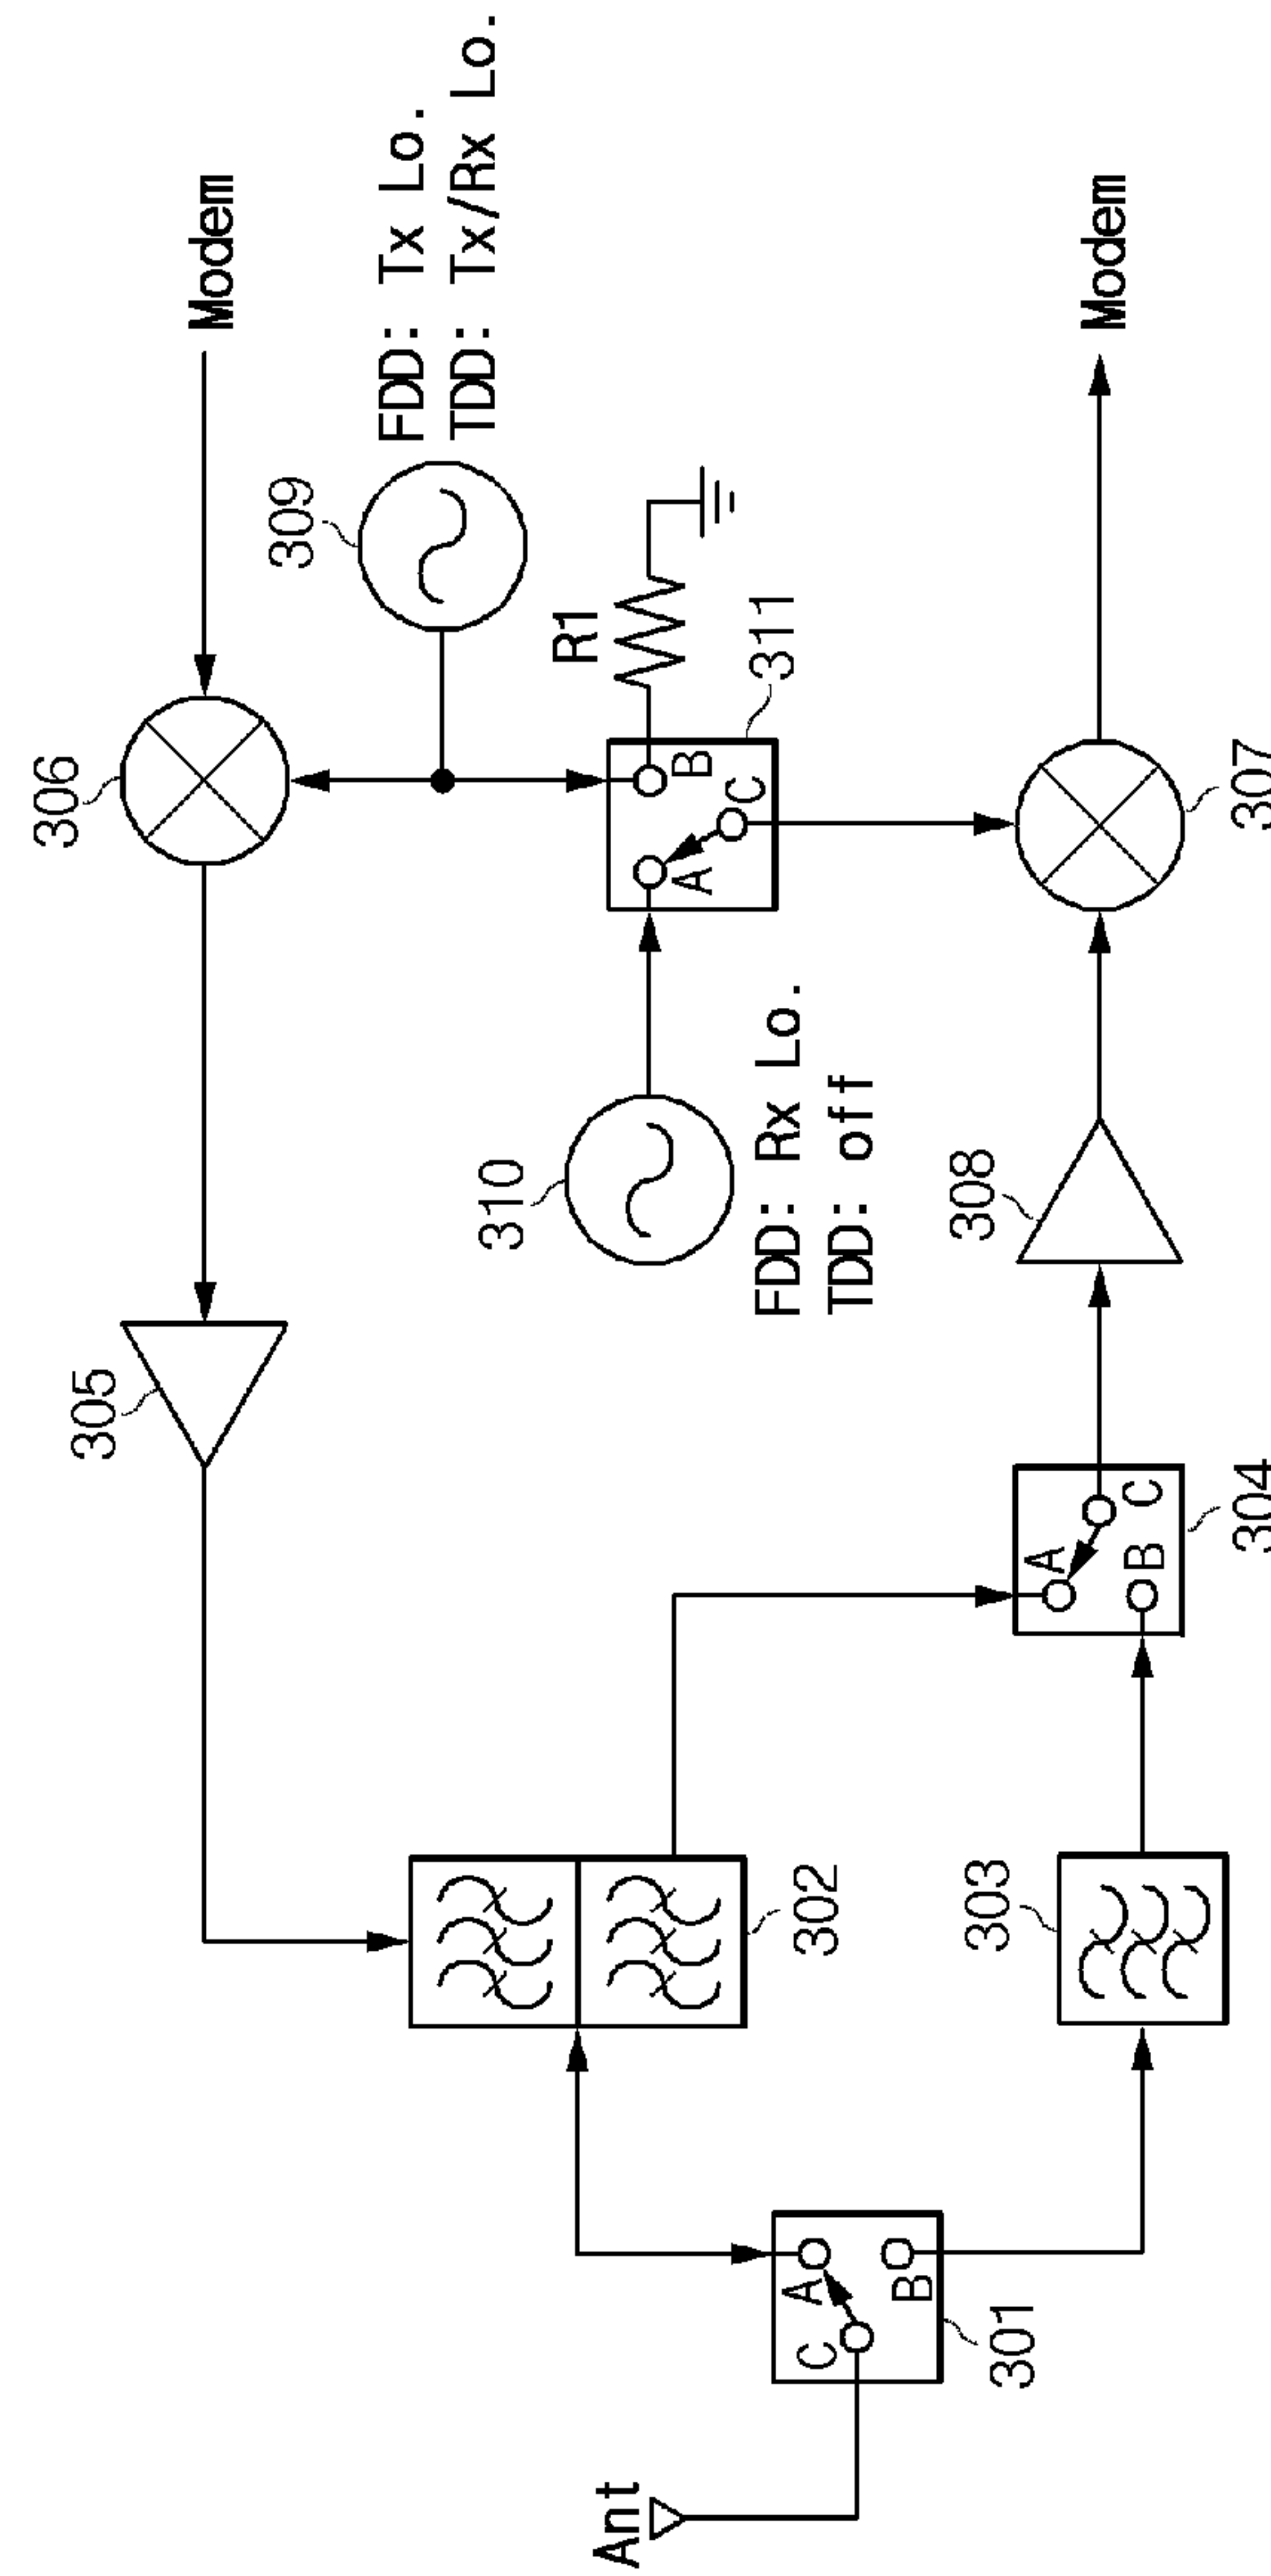 Modem
306
305
309
FDD: Tx Lo.
TDD: Tx/Rx Lo.
R1
311
A
B
C
310
FDD: Rx Lo.
TDD: off
302
Ant
301
C
A
B
303
304
A
B
C
308
307
Modem